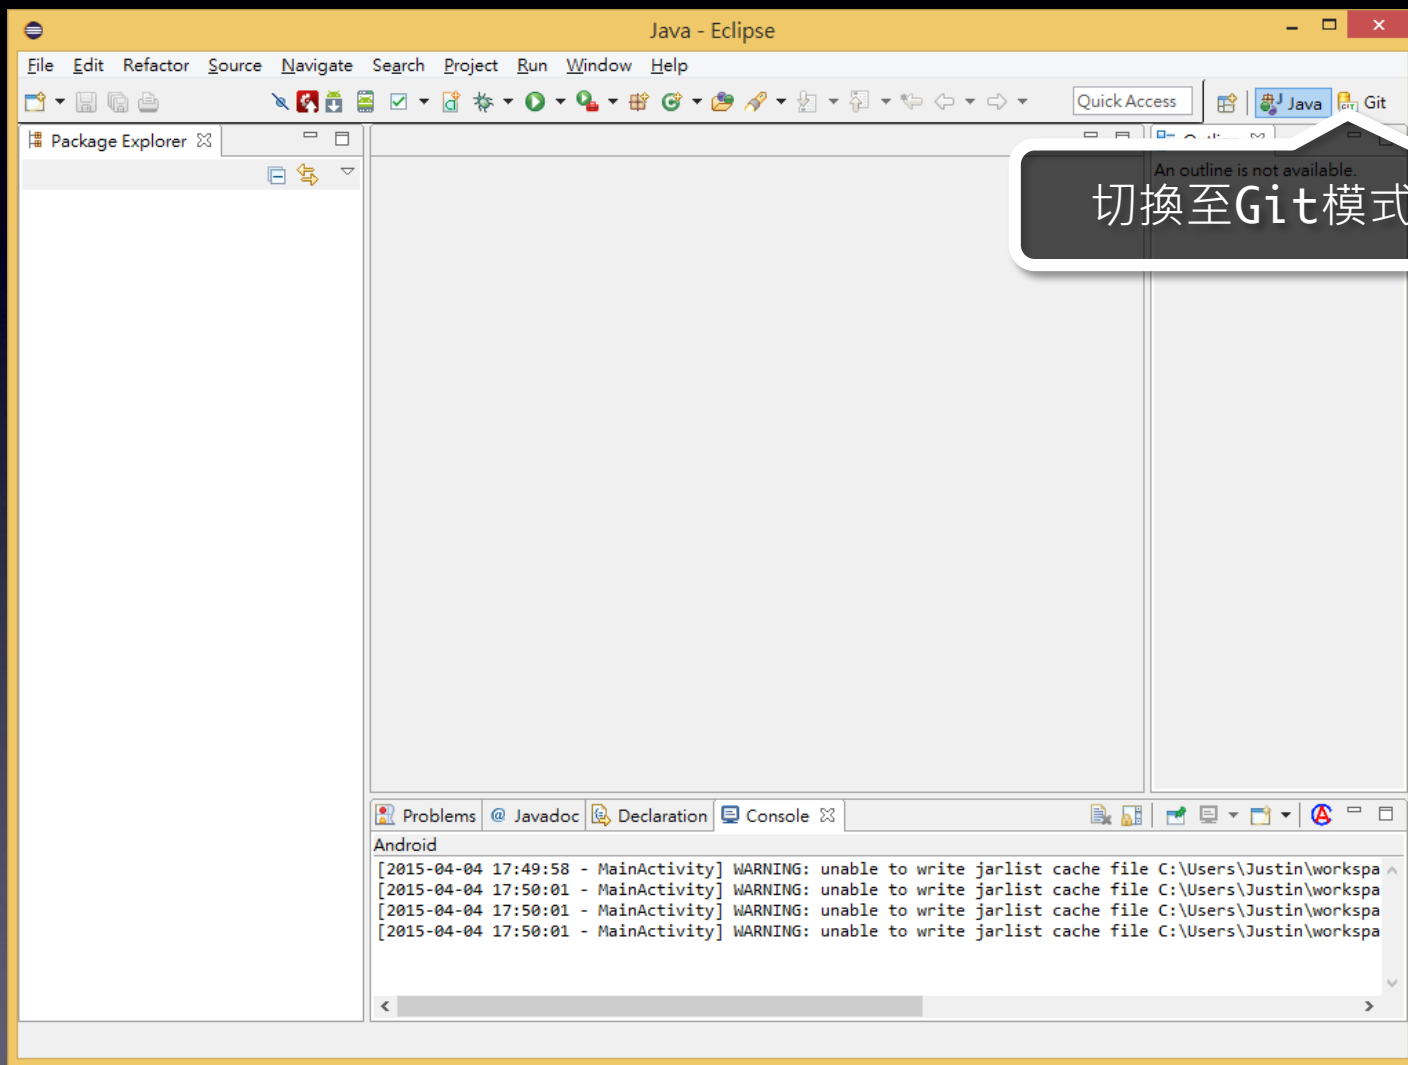 Java - Eclipse
File Edit Refactor Source Navigate Search Project Run Window Help
Quick Access Java Git
Package Explorer
An outline is not available.
切換至Git模式
Problems @ Javadoc Declaration Console
Android
[2015-04-04 17:49:58 - MainActivity] WARNING: unable to write jarlist cache file C:\Users\Justin\workspa
[2015-04-04 17:50:01 - MainActivity] WARNING: unable to write jarlist cache file C:\Users\Justin\workspa
[2015-04-04 17:50:01 - MainActivity] WARNING: unable to write jarlist cache file C:\Users\Justin\workspa
[2015-04-04 17:50:01 - MainActivity] WARNING: unable to write jarlist cache file C:\Users\Justin\workspa